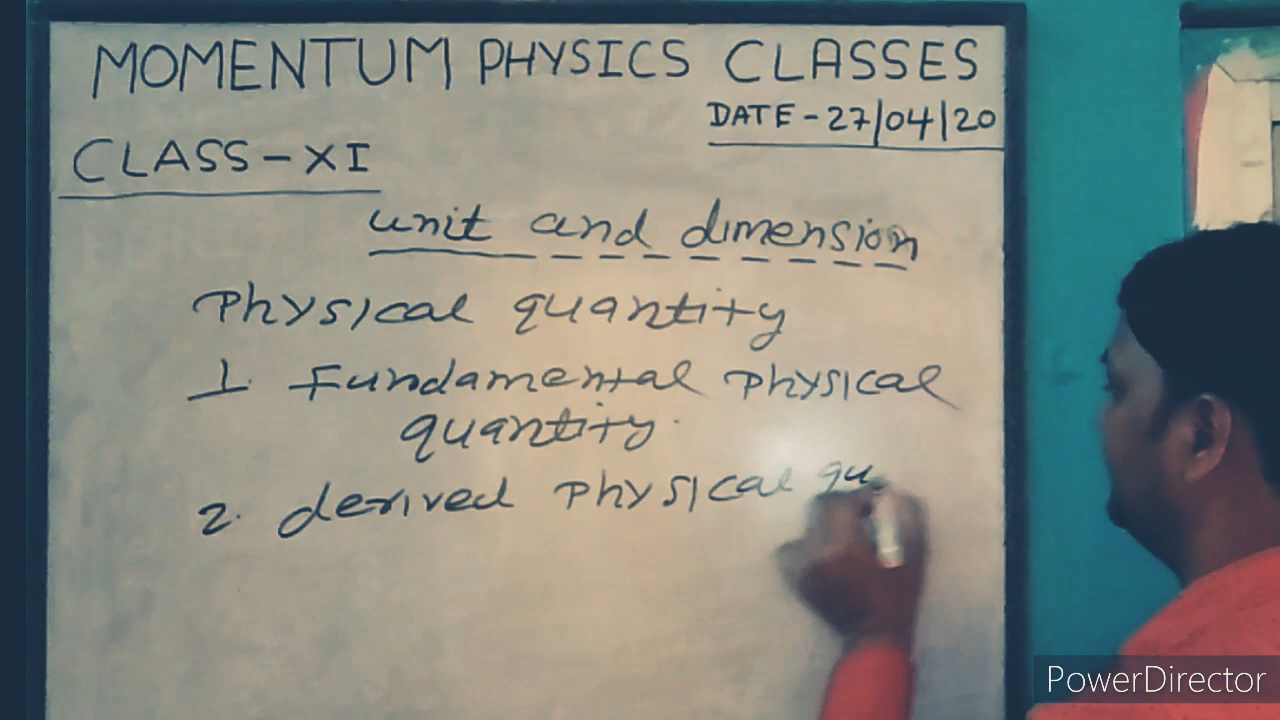 MOMENTUM PHYSICS CLASSES
DATE - 27/04/20
CLASS - XI
unit and dimension
Physical quantity
1. Fundamental Physical
quantity.
2. derived Physical qu
PowerDirector